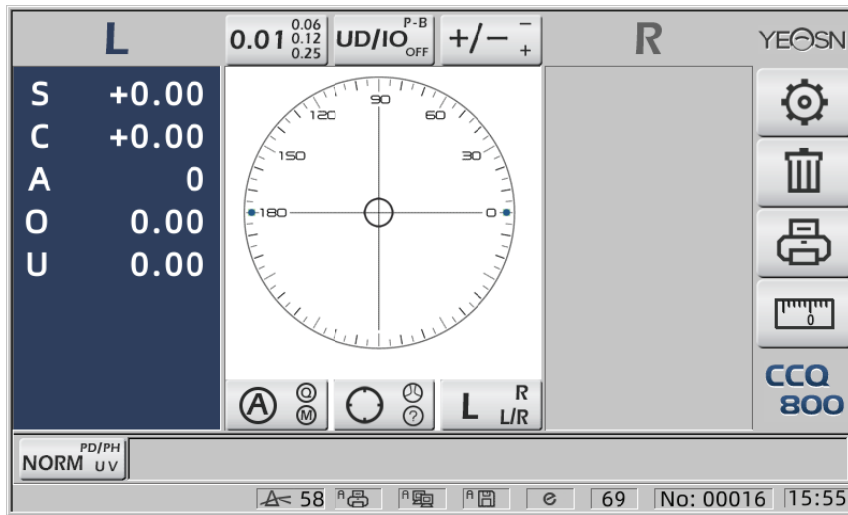 L
0.01 0.06
0.12
0.25
UD/IO P-B
OFF
+/- −
+
R
YEOSN
S +0.00
C +0.00
A 0
O 0.00
U 0.00
90
120 60
150 30
180 0
A Q
M
?
L R
L/R
0
CCQ
800
NORM PD/PH
UV
58 A A A e 69 No: 00016 15:55